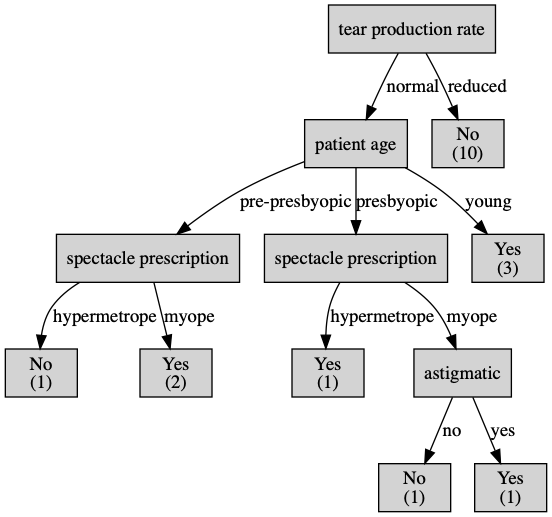 tear production rate
normal
reduced
patient age
No
(10)
pre-presbyopic
presbyopic
young
spectacle prescription
spectacle prescription
Yes
(3)
hypermetrope
myope
hypermetrope
myope
No
(1)
Yes
(2)
Yes
(1)
astigmatic
no
yes
No
(1)
Yes
(1)